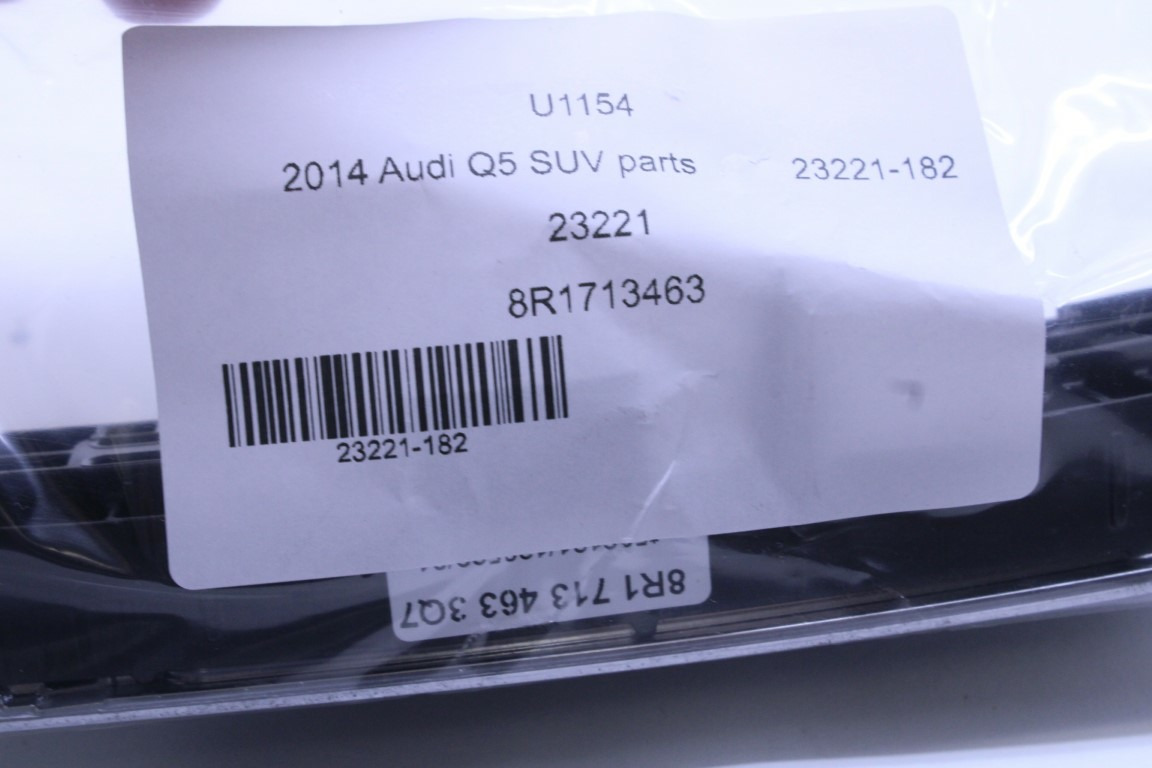 U1154
2014 Audi Q5 SUV parts 23221-182
23221
8R1713463
23221-182
8R1 713 463 3Q7